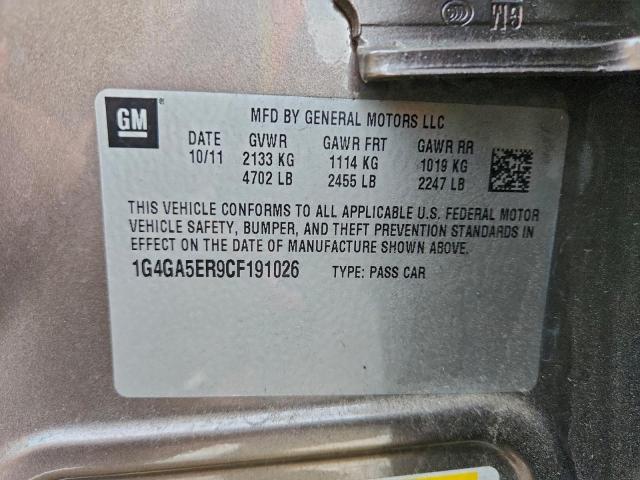 GM
MFD BY GENERAL MOTORS LLC
DATE GVWR GAWR FRT GAWR RR
10/11 2133 KG 1114 KG 1019 KG
4702 LB 2455 LB 2247 LB
THIS VEHICLE CONFORMS TO ALL APPLICABLE U.S. FEDERAL MOTOR
VEHICLE SAFETY, BUMPER, AND THEFT PREVENTION STANDARDS IN
EFFECT ON THE DATE OF MANUFACTURE SHOWN ABOVE.
1G4GA5ER9CF191026 TYPE: PASS CAR